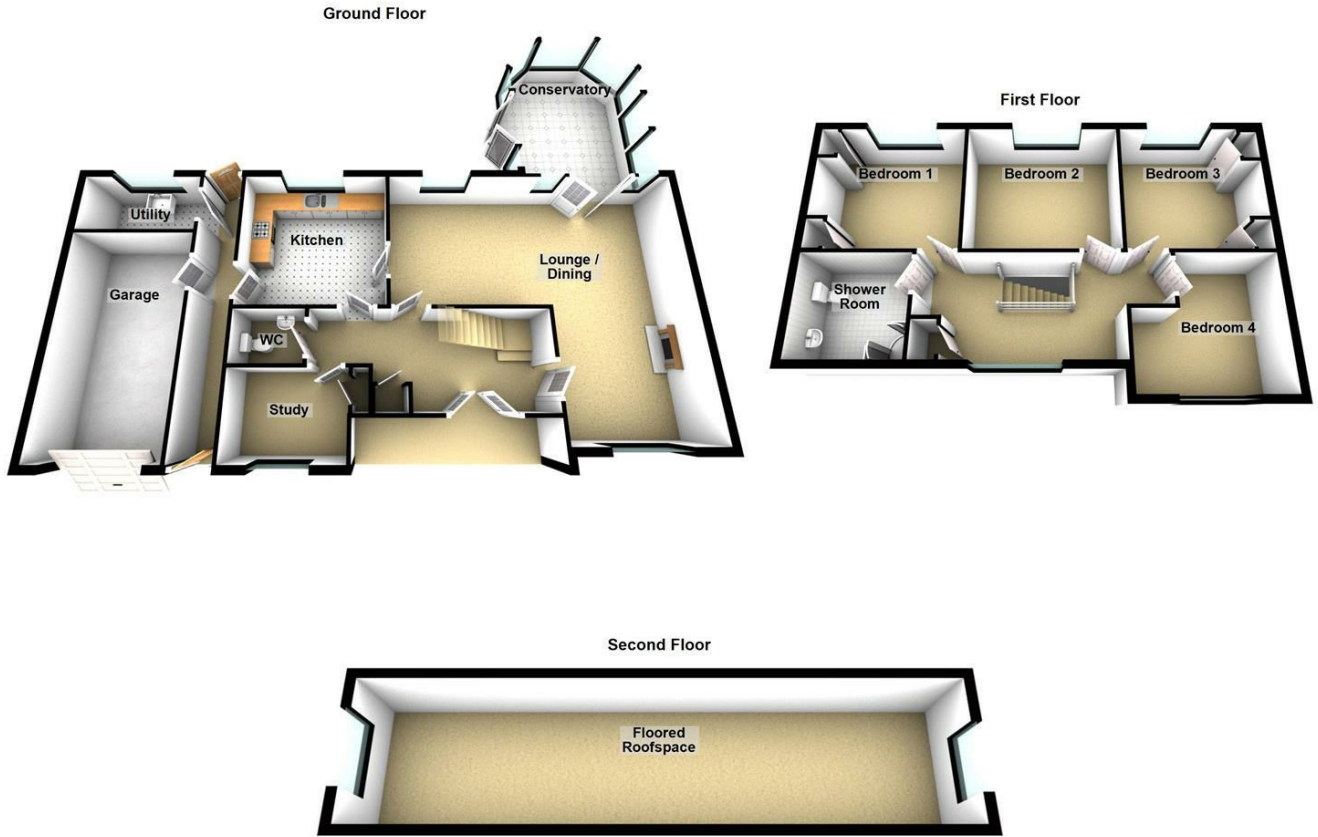 Ground Floor
Conservatory
Utility
Kitchen
Lounge /
Dining
Garage
WC
Study
First Floor
Bedroom 1
Bedroom 2
Bedroom 3
Shower
Room
Bedroom 4
Second Floor
Floored
Roofspace